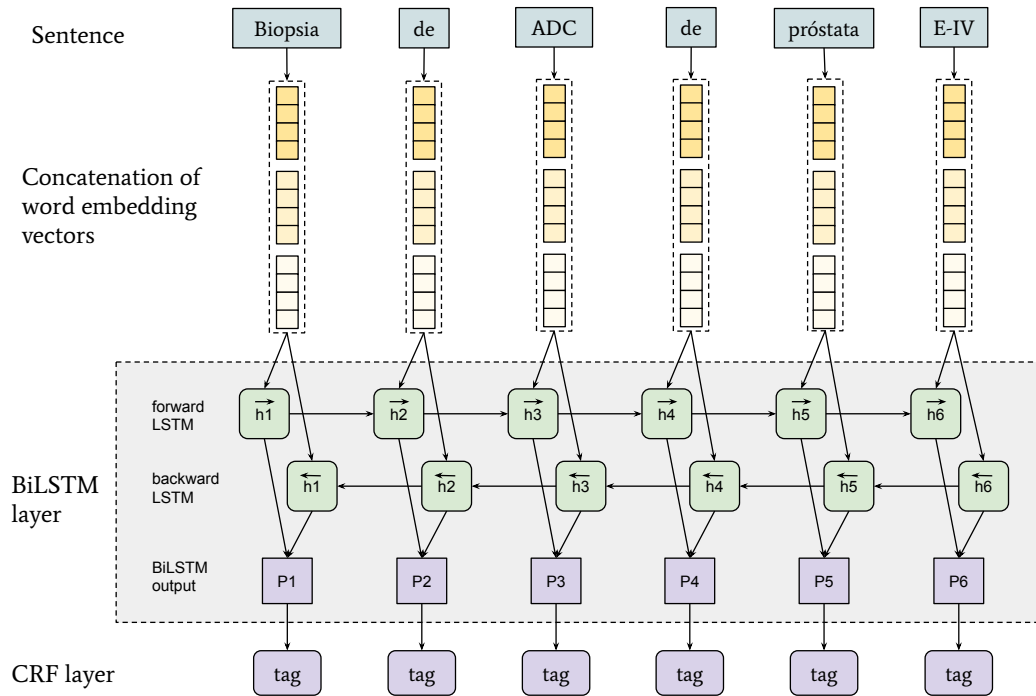 Sentence
Biopsia de ADC de próstata E-IV
Concatenation of
word embedding
vectors
forward
LSTM
h1 h2 h3 h4 h5 h6
BiLSTM
layer
backward
LSTM
h1 h2 h3 h4 h5 h6
BiLSTM
output
P1 P2 P3 P4 P5 P6
CRF layer
tag tag tag tag tag tag